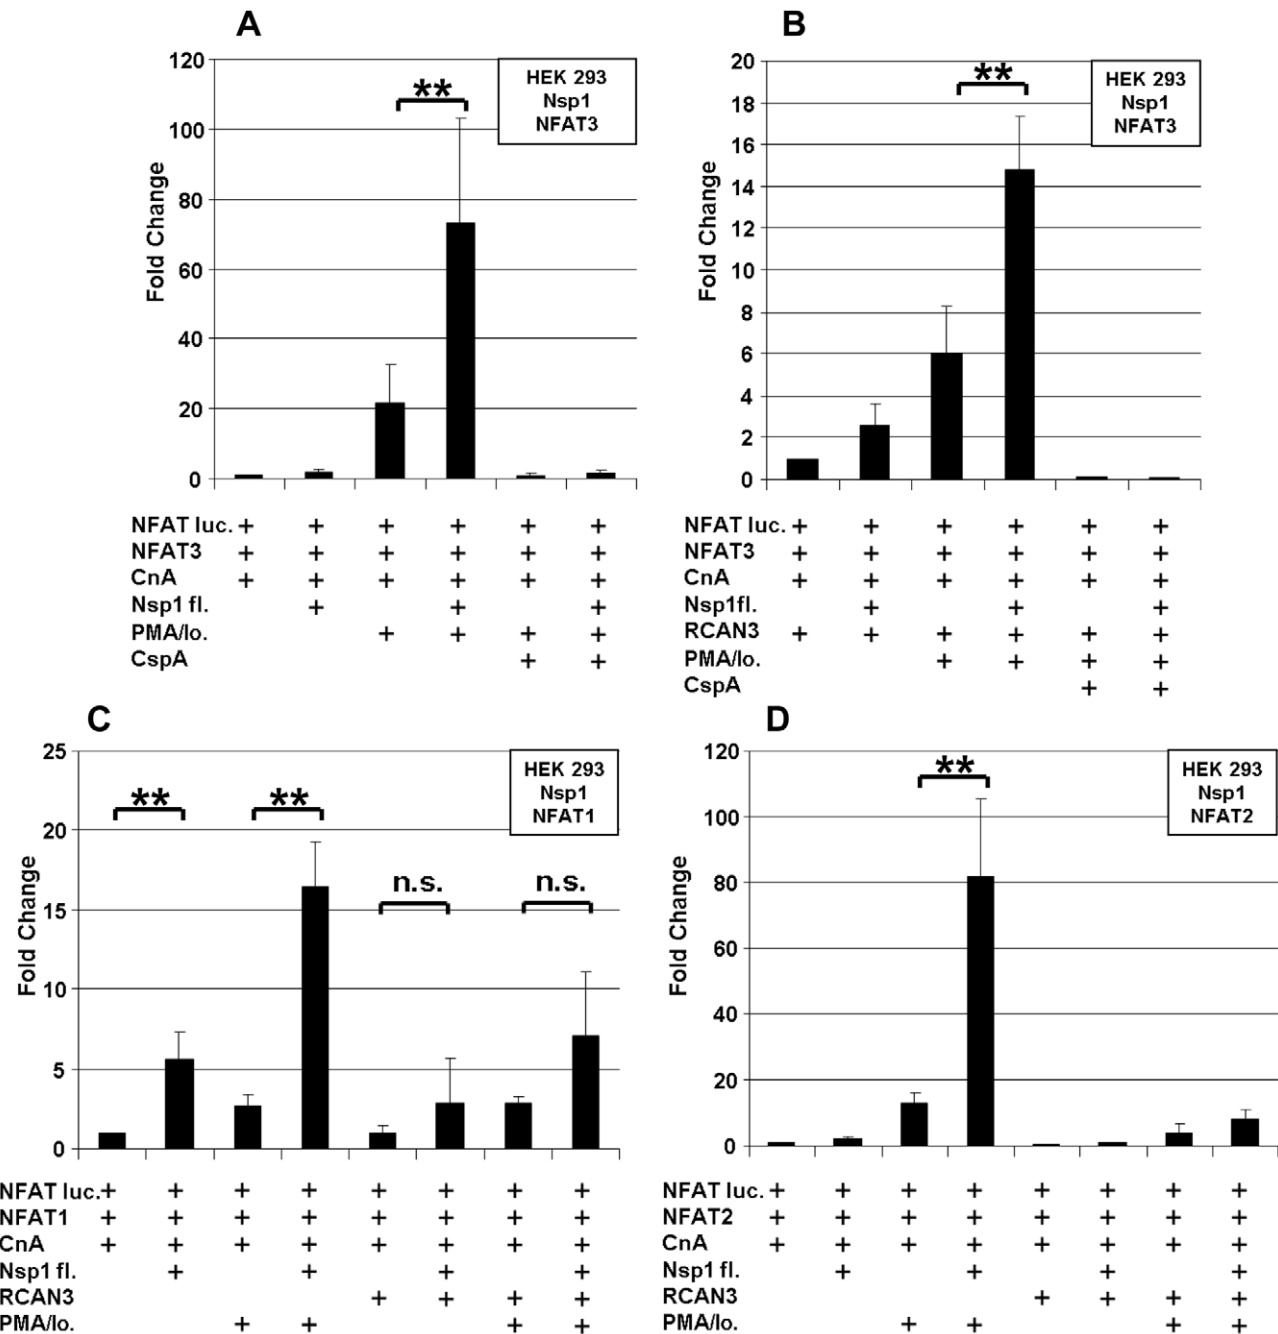 A
120
100
80
60
40
20
0
Fold Change
**
HEK 293
Nsp1
NFAT3
NFAT luc. + + + + + +
NFAT3 + + + + + +
CnA + + + + + +
Nsp1 fl. + + +
PMA/Io. + + + +
CspA + +
B
20
18
16
14
12
10
8
6
4
2
0
Fold Change
**
HEK 293
Nsp1
NFAT3
NFAT luc. + + + + + +
NFAT3 + + + + + +
CnA + + + + + +
Nsp1fl. + + +
RCAN3 + + + + + +
PMA/Io. + + + +
CspA + +
C
25
20
15
10
5
0
Fold Change
** ** n.s. n.s.
HEK 293
Nsp1
NFAT1
NFAT luc. + + + + + + + +
NFAT1 + + + + + + + +
CnA + + + + + + + +
Nsp1 fl. + + + +
RCAN3 + + + +
PMA/Io. + + + +
D
120
100
80
60
40
20
0
Fold Change
**
HEK 293
Nsp1
NFAT2
NFAT luc. + + + + + + + +
NFAT2 + + + + + + + +
CnA + + + + + + + +
Nsp1 fl. + + + +
RCAN3 + + + +
PMA/Io. + + + +